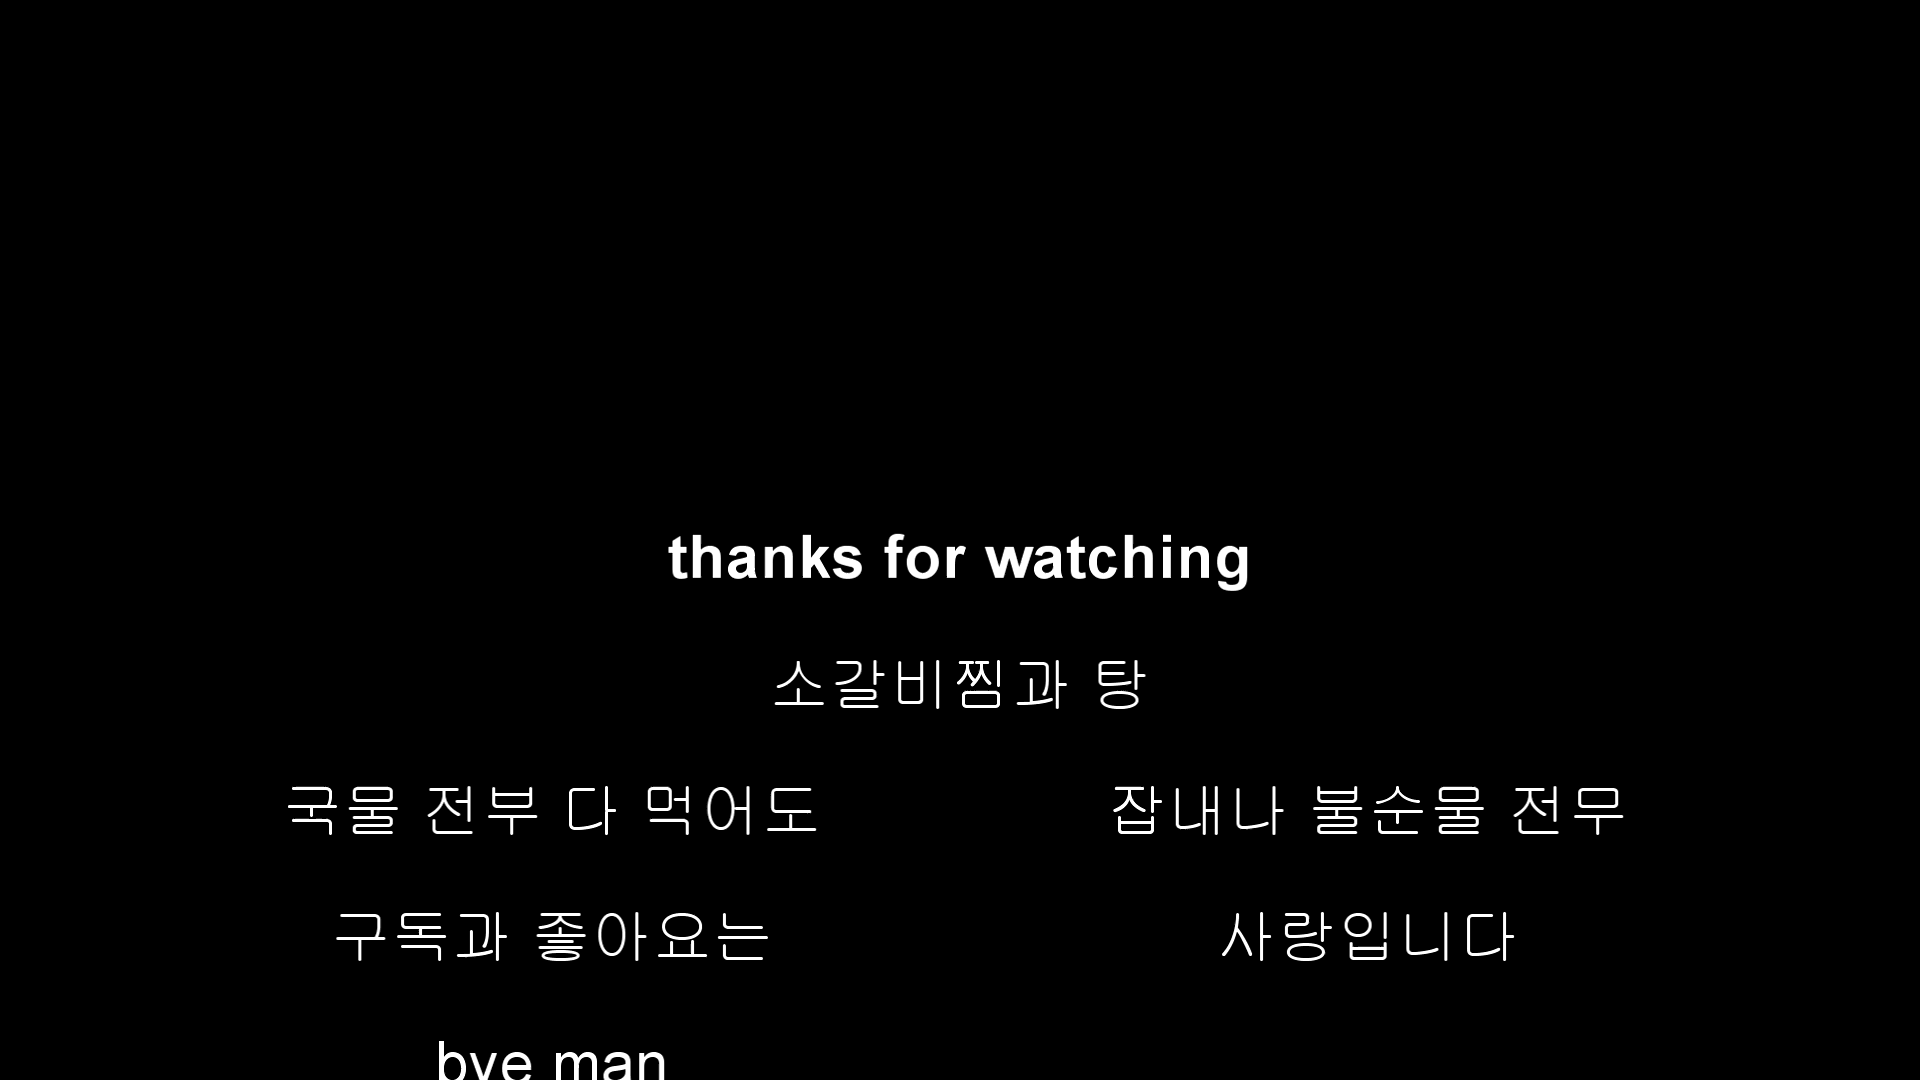 thanks for watching
소갈비찜과 탕
국물 전부 다 먹어도 잡내나 불순물 전무
구독과 좋아요는 사랑입니다
bye man